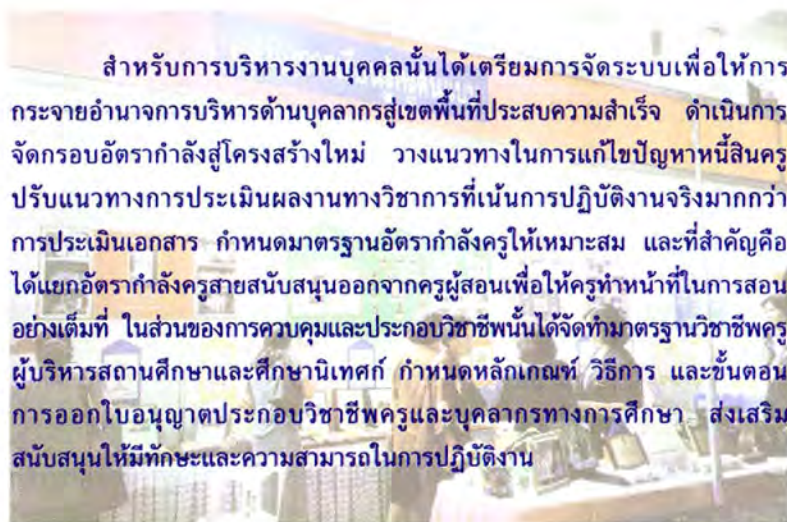 สำหรับการบริหารงานบุคคลนั้นได้เตรียมการจัดระบบเพื่อให้การ
กระจายอำนาจการบริหารด้านบุคลากรสู่เขตพื้นที่ประสบความสำเร็จ ดำเนินการ
จัดกรอบอัตรากำลังสู่โครงสร้างใหม่ วางแนวทางในการแก้ไขปัญหาหนี้สินครู
ปรับแนวทางการประเมินผลงานทางวิชาการที่เน้นการปฏิบัติงานจริงมากกว่า
การประเมินเอกสาร กำหนดมาตรฐานอัตรากำลังครูให้เหมาะสม และที่สำคัญคือ
ได้แยกอัตรากำลังครูสายสนับสนุนออกจากครูผู้สอนเพื่อให้ครูทำหน้าที่ในการสอน
อย่างเต็มที่ ในส่วนของการควบคุมและประกอบวิชาชีพนั้นได้จัดทำมาตรฐานวิชาชีพครู
ผู้บริหารสถานศึกษาและศึกษานิเทศก์ กำหนดหลักเกณฑ์ วิธีการ และขั้นตอน
การออกใบอนุญาตประกอบวิชาชีพครูและบุคลากรทางการศึกษา ส่งเสริม
สนับสนุนให้มีทักษะและความสามารถในการปฏิบัติงาน